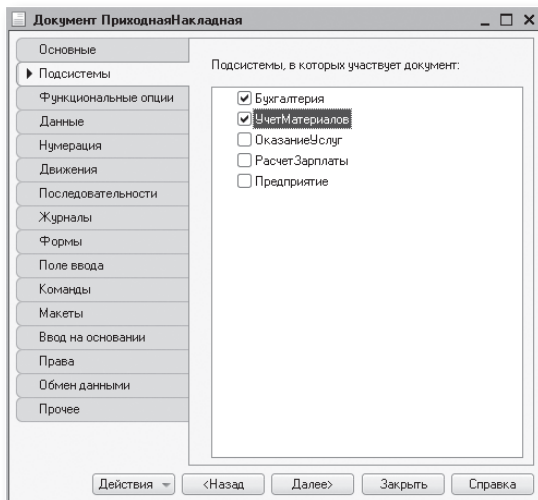 Документ ПриходнаяНакладная
Основные
Подсистемы
Функциональные опции
Данные
Нумерация
Движения
Последовательности
Журналы
Формы
Поле ввода
Команды
Макеты
Ввод на основании
Права
Обмен данными
Прочее
Подсистемы, в которых участвует документ:
Бухгалтерия
УчетМатериалов
ОказаниеУслуг
РасчетЗарплаты
Предприятие
Действия
<Назад
Далее>
Закрыть
Справка